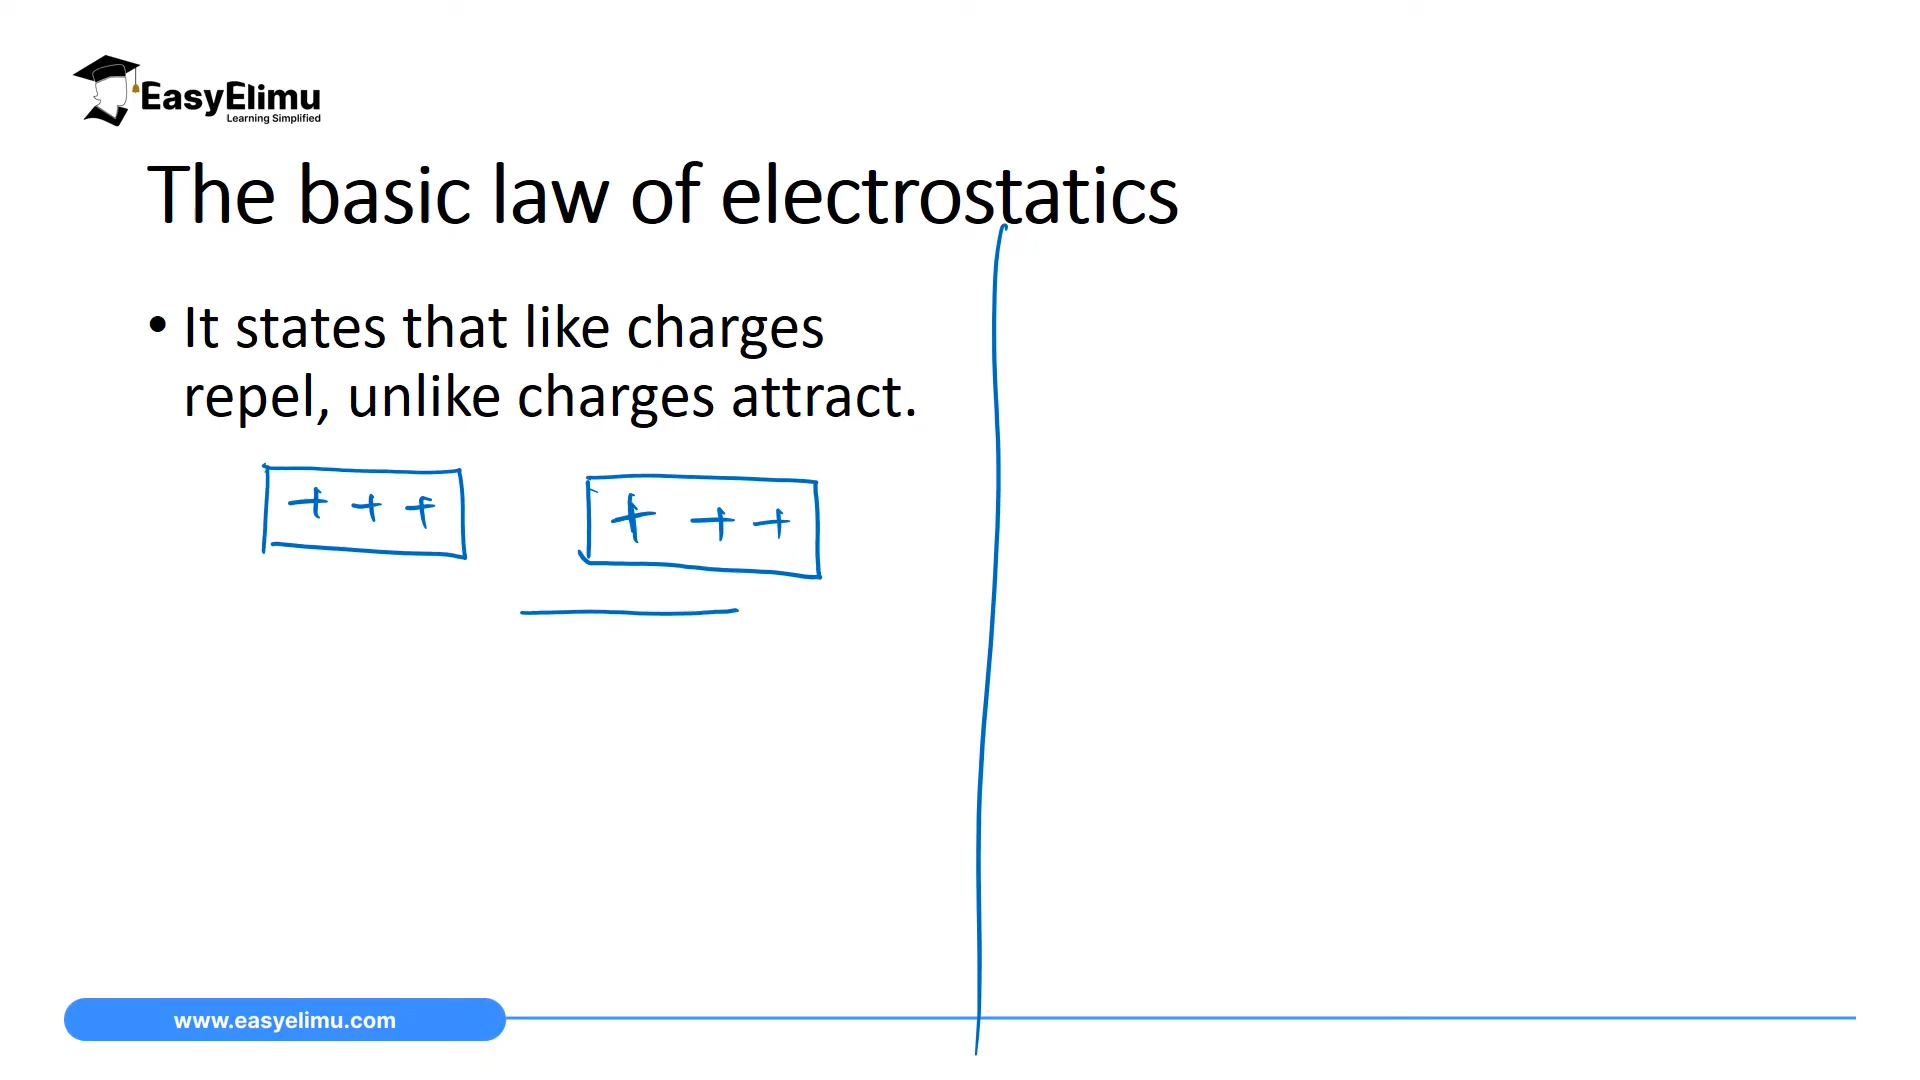 EasyElimu
Learning Simplified
The basic law of electrostatics
• It states that like charges
repel, unlike charges attract.
+ + + + + +
www.easyelimu.com